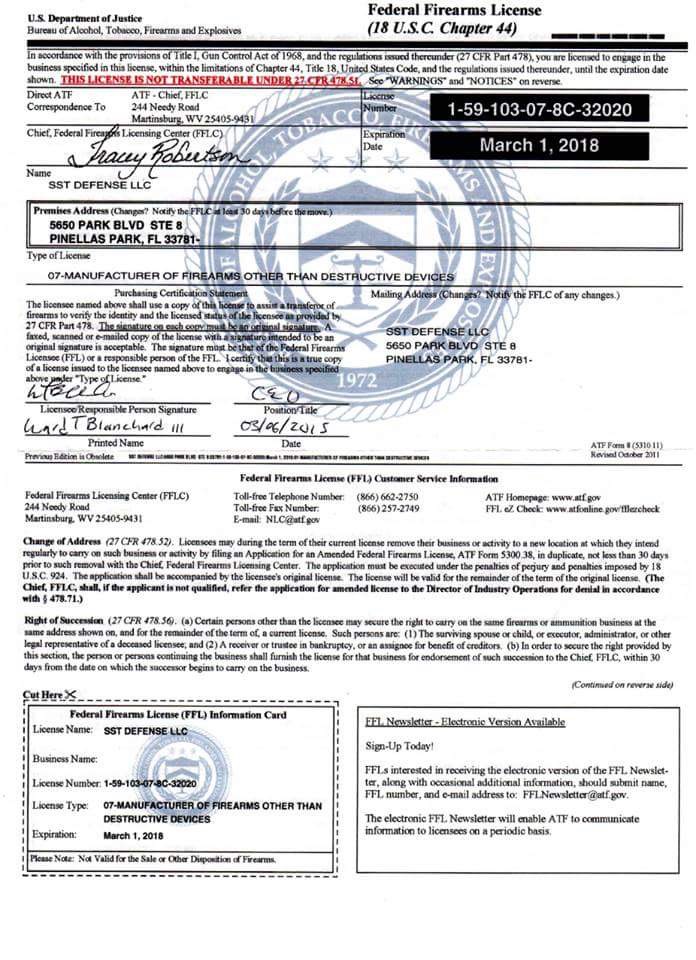 U.S. Department of Justice
Bureau of Alcohol, Tobacco, Firearms and Explosives
Federal Firearms License
(18 U.S.C. Chapter 44)
In accordance with the provisions of Title I, Gun Control Act of 1968, and the regulations issued thereunder (27 CFR Part 478), you are licensed to engage in the
business specified in this license, within the limitations of Chapter 44, Title 18, United States Code, and the regulations issued thereunder, until the expiration date
shown. THIS LICENSE IS NOT TRANSFERABLE UNDER 27 CFR 478.51. See "WARNINGS" and "NOTICES" on reverse.
Direct ATF
Correspondence To
ATF - Chief, FFLC
244 Needy Road
Martinsburg, WV 25405-9431
License
Number
1-59-103-07-8C-32020
Chief, Federal Firearms Licensing Center (FFLC)
Tracey Robertson
Expiration
Date
March 1, 2018
Name
SST DEFENSE LLC
Premises Address (Changes? Notify the FFLC at least 30 days before the move.)
5650 PARK BLVD STE 8
PINELLAS PARK, FL 33781-
Type of License
07-MANUFACTURER OF FIREARMS OTHER THAN DESTRUCTIVE DEVICES
Purchasing Certification Statement
The licensee named above shall use a copy of this license to assist a transferor of
firearms to verify the identity and the licensed status of the licensee as provided by
27 CFR Part 478. The signature on each copy must be an original signature. A
faxed, scanned or e-mailed copy of the license with a signature intended to be an
original signature is acceptable. The signature must be that of the Federal Firearms
Licensee (FFL) or a responsible person of the FFL. I certify that this is a true copy
of a license issued to the licensee named above to engage in the business specified
above under "Type of License."
Mailing Address (Changes? Notify the FFLC of any changes.)
SST DEFENSE LLC
5650 PARK BLVD STE 8
PINELLAS PARK, FL 33781-
1972
CEO
Licensee/Responsible Person Signature
Position/Title
Ward T Blanchard III
03/06/2015
Printed Name
Date
ATF Form 8 (5310.11)
Revised October 2011
Previous Edition is Obsolete
Federal Firearms License (FFL) Customer Service Information
Federal Firearms Licensing Center (FFLC)
244 Needy Road
Martinsburg, WV 25405-9431
Toll-free Telephone Number: (866) 662-2750
Toll-free Fax Number: (866) 257-2749
E-mail: NLC@atf.gov
ATF Homepage: www.atf.gov
FFL eZ Check: www.atfonline.gov/fflezcheck
Change of Address (27 CFR 478.52). Licensees may during the term of their current license remove their business or activity to a new location at which they intend
regularly to carry on such business or activity by filing an Application for an Amended Federal Firearms License, ATF Form 5300.38, in duplicate, not less than 30 days
prior to such removal with the Chief, Federal Firearms Licensing Center. The application must be executed under the penalties of perjury and penalties imposed by 18
U.S.C. 924. The application shall be accompanied by the licensee's original license. The license will be valid for the remainder of the term of the original license. (The
Chief, FFLC, shall, if the applicant is not qualified, refer the application for amended license to the Director of Industry Operations for denial in accordance
with § 478.71.)
Right of Succession (27 CFR 478.56). (a) Certain persons other than the licensee may secure the right to carry on the same firearms or ammunition business at the
same address shown on, and for the remainder of the term of, a current license. Such persons are: (1) The surviving spouse or child, or executor, administrator, or other
legal representative of a deceased licensee; and (2) A receiver or trustee in bankruptcy, or an assignee for benefit of creditors. (b) In order to secure the right provided by
this section, the person or persons continuing the business shall furnish the license for that business for endorsement of such succession to the Chief, FFLC, within 30
days from the date on which the successor begins to carry on the business.
(Continued on reverse side)
Cut Here
Federal Firearms License (FFL) Information Card
License Name: SST DEFENSE LLC
Business Name:
License Number: 1-59-103-07-8C-32020
License Type: 07-MANUFACTURER OF FIREARMS OTHER THAN
DESTRUCTIVE DEVICES
Expiration: March 1, 2018
Please Note: Not Valid for the Sale or Other Disposition of Firearms.
FFL Newsletter - Electronic Version Available
Sign-Up Today!
FFLs interested in receiving the electronic version of the FFL Newslet-
ter, along with occasional additional information, should submit name,
FFL number, and e-mail address to: FFLNewsletter@atf.gov.
The electronic FFL Newsletter will enable ATF to communicate
information to licensees on a periodic basis.